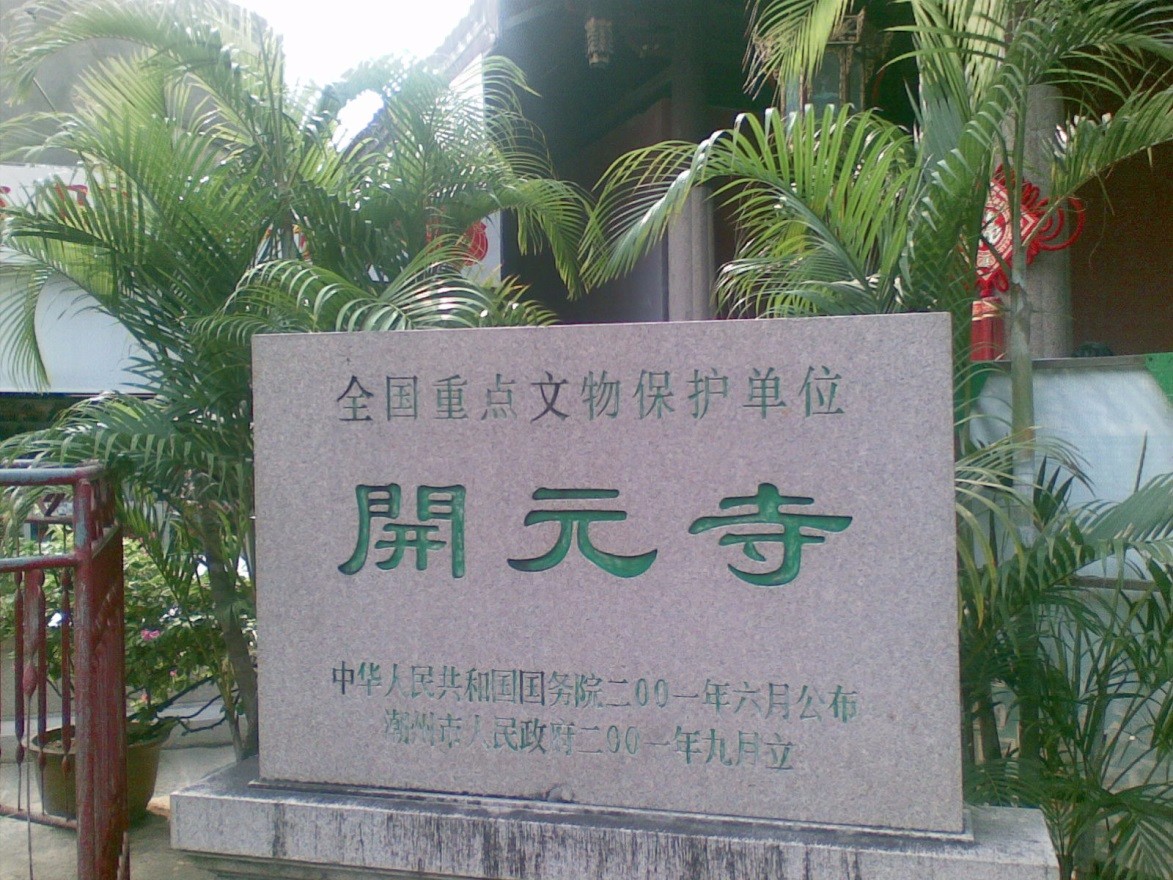 全国重点文物保护单位
開元寺
中华人民共和国国务院二00一年六月公布
潮州市人民政府二00一年九月立